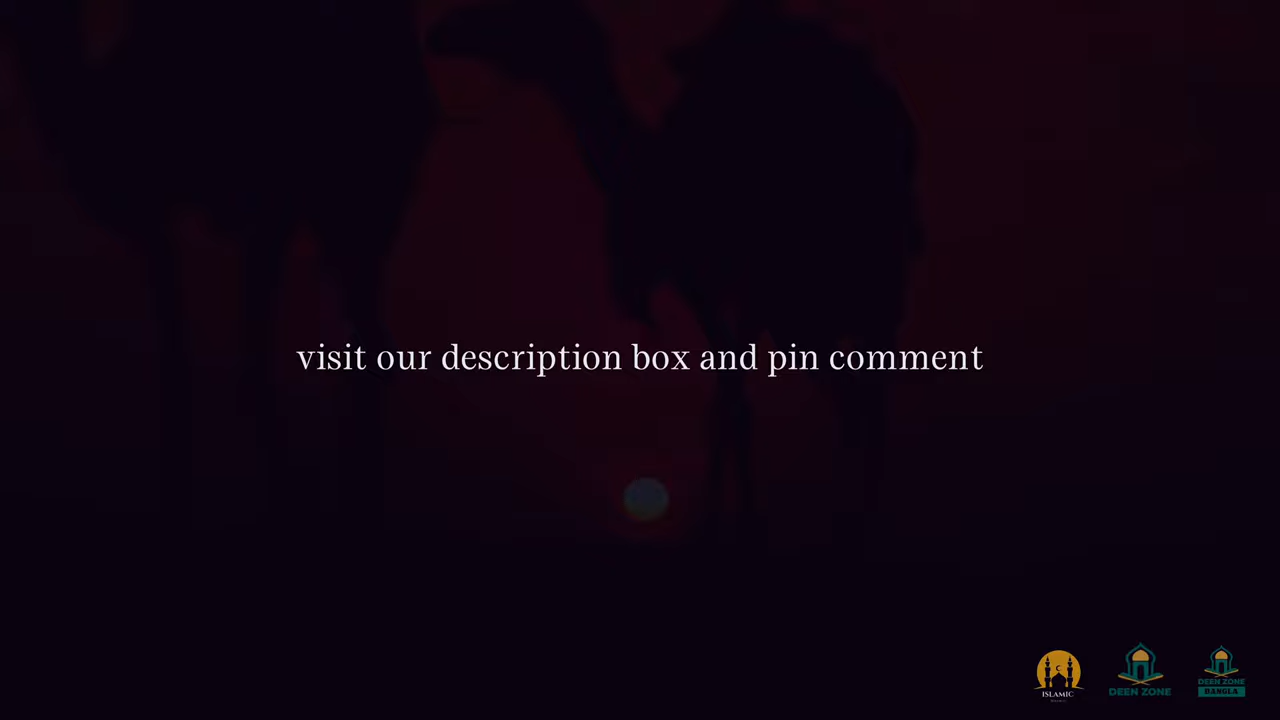 visit our description box and pin comment
ISLAMIC
DEEN ZONE
DEEN ZONE
BANGLA